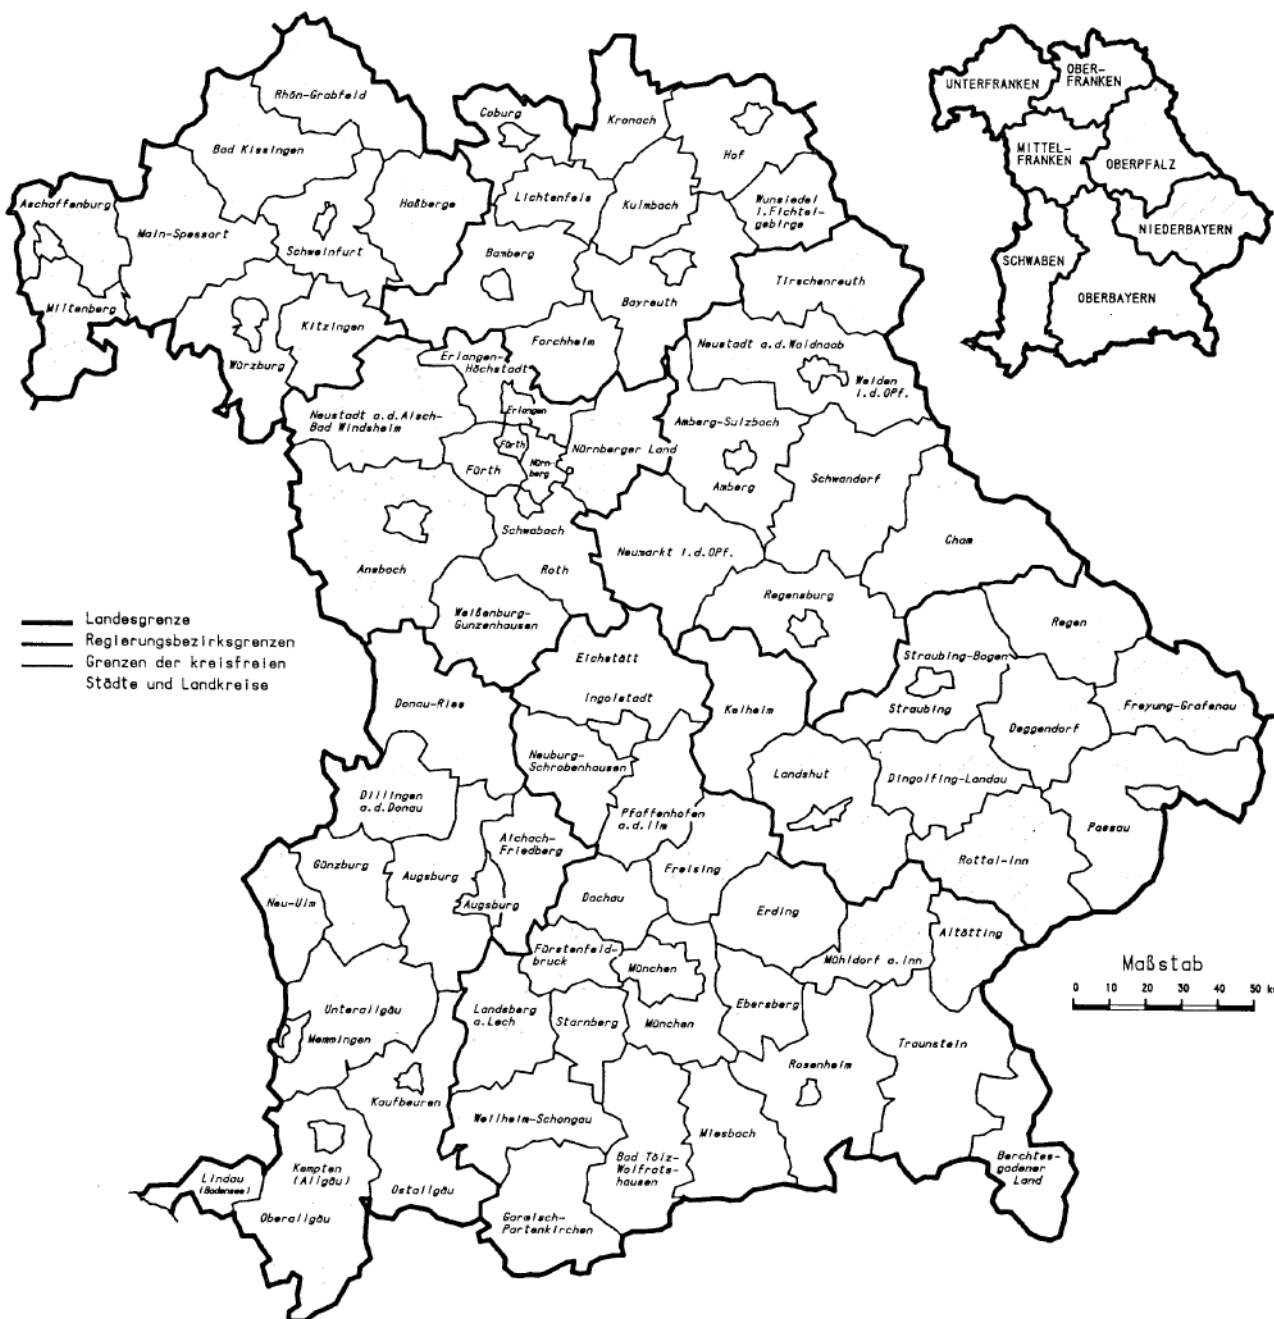 Rhön-Grabfeld
Bad Kissingen
Coburg
Kronach
Hof
Aschaffenburg
Main-Spessart
Schweinfurt
Haßberge
Lichtenfels
Kulmbach
Wunsiedel
i.Fichtel-
gebirge
Bamberg
Bayreuth
Tirschenreuth
Miltenberg
Würzburg
Kitzingen
Forchheim
Erlangen-
Höchstadt
Neustadt a.d.Waldnaab
Weiden
i.d.OPf.
Neustadt a.d.Aisch-
Bad Windsheim
Erlangen
Fürth
Fürth
Nürn-
berg
Nürnberger Land
Amberg-Sulzbach
Amberg
Schwandorf
Cham
Ansbach
Schwabach
Roth
Neumarkt i.d.OPf.
Regensburg
Weißenburg-
Gunzenhausen
Landesgrenze
Regierungsbezirksgrenzen
Grenzen der kreisfreien
Städte und Landkreise
Regen
Straubing-Bogen
Straubing
Freyung-Grafenau
Deggendorf
Eichstätt
Ingolstadt
Kelheim
Donau-Ries
Neuburg-
Schrobenhausen
Landshut
Dingolfing-Landau
Passau
Rottal-Inn
Dillingen
a.d.Donau
Pfaffenhofen
a.d.Ilm
Aichach-
Friedberg
Günzburg
Augsburg
Augsburg
Neu-Ulm
Freising
Dachau
Erding
Altötting
Mühldorf a.Inn
Fürstenfeld-
bruck
München
München
Ebersberg
Unterallgäu
Memmingen
Landsberg
a.Lech
Starnberg
Rosenheim
Traunstein
Kaufbeuren
Weilheim-Schongau
Miesbach
Bad Tölz-
Wolfrats-
hausen
Berchtes-
gadener
Land
Lindau
(Bodensee)
Kempten
(Allgäu)
Oberallgäu
Ostallgäu
Garmisch-
Partenkirchen
UNTERFRANKEN
OBER-
FRANKEN
MITTEL-
FRANKEN
OBERPFALZ
NIEDERBAYERN
SCHWABEN
OBERBAYERN
Maßstab
0 10 20 30 40 50 k